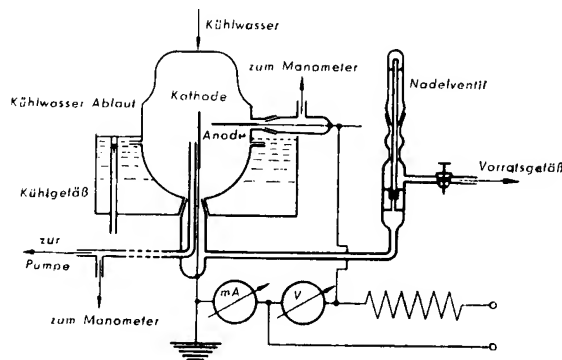 Kühlwasser
zum Manometer
Nadelventil
Kühlwasser Ablauf
Kathode
Anode
Vorratsgefäß
Kühlgefäß
zur
Pumpe
mA
V
zum Manometer